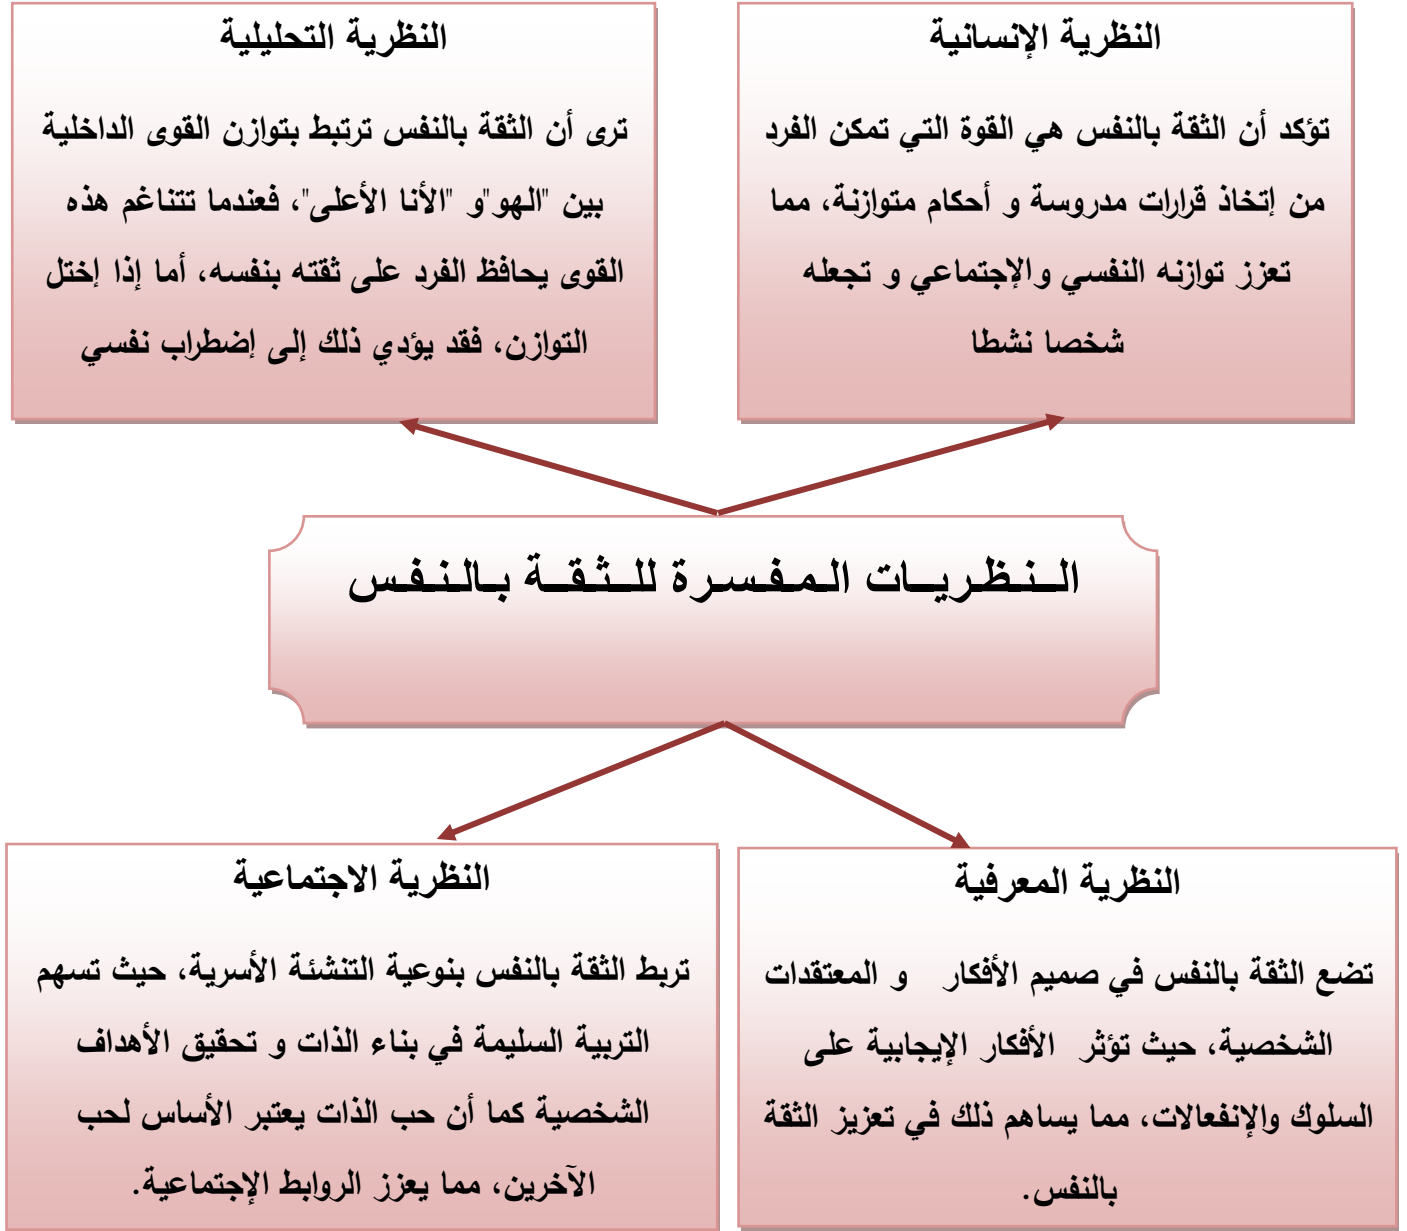 النظرية الإنسانية
تؤكد أن الثقة بالنفس هي القوة التي تمكن الفرد
من إتخاذ قرارات مدروسة و أحكام متوازنة، مما
تعزز توازنه النفسي والإجتماعي و تجعله
شخصا نشطا
النظرية التحليلية
ترى أن الثقة بالنفس ترتبط بتوازن القوى الداخلية
بين "الهو"و "الأنا الأعلى"، فعندما تتناغم هذه
القوى يحافظ الفرد على ثقته بنفسه، أما إذا إختل
التوازن، فقد يؤدي ذلك إلى إضطراب نفسي
الـنـظـريـات الـمـفـسـرة للـثـقـة بـالـنـفـس
النظرية المعرفية
تضع الثقة بالنفس في صميم الأفكار و المعتقدات
الشخصية، حيث تؤثر الأفكار الإيجابية على
السلوك والإنفعالات، مما يساهم ذلك في تعزيز الثقة
بالنفس.
النظرية الاجتماعية
تربط الثقة بالنفس بنوعية التنشئة الأسرية، حيث تسهم
التربية السليمة في بناء الذات و تحقيق الأهداف
الشخصية كما أن حب الذات يعتبر الأساس لحب
الآخرين، مما يعزز الروابط الإجتماعية.